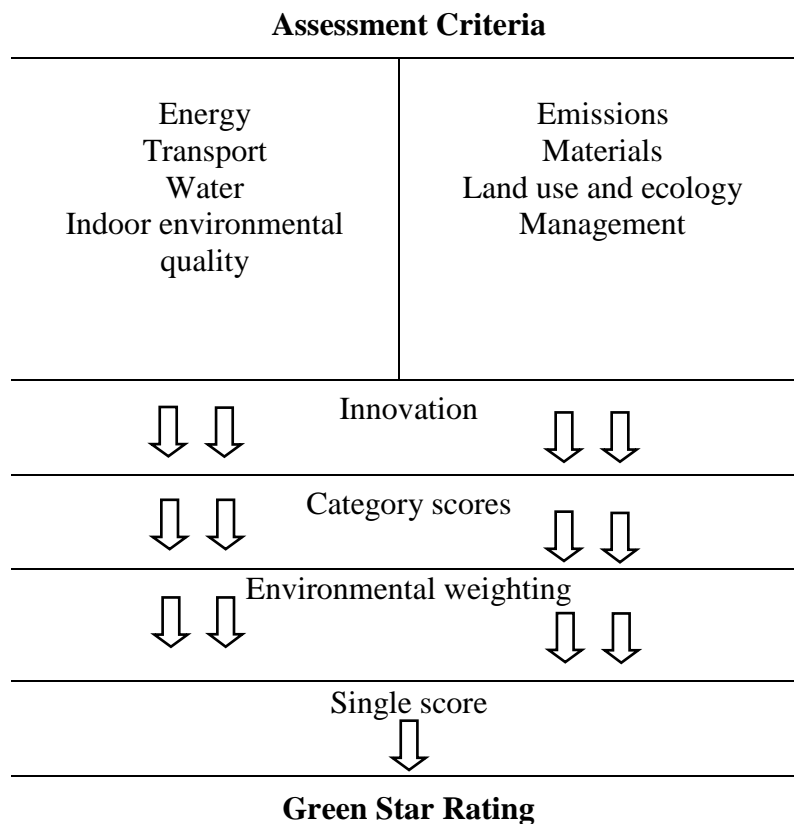 Assessment Criteria
Energy
Transport
Water
Indoor environmental
quality
Emissions
Materials
Land use and ecology
Management
Innovation
Category scores
Environmental weighting
Single score
Green Star Rating